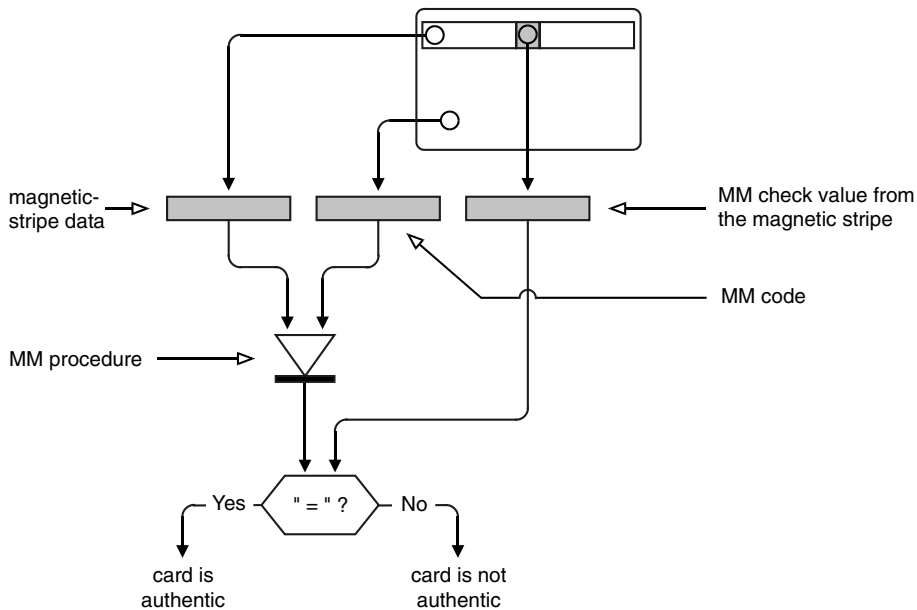 magnetic-
stripe data
MM check value from
the magnetic stripe
MM code
MM procedure
Yes
" = " ?
No
card is
authentic
card is not
authentic